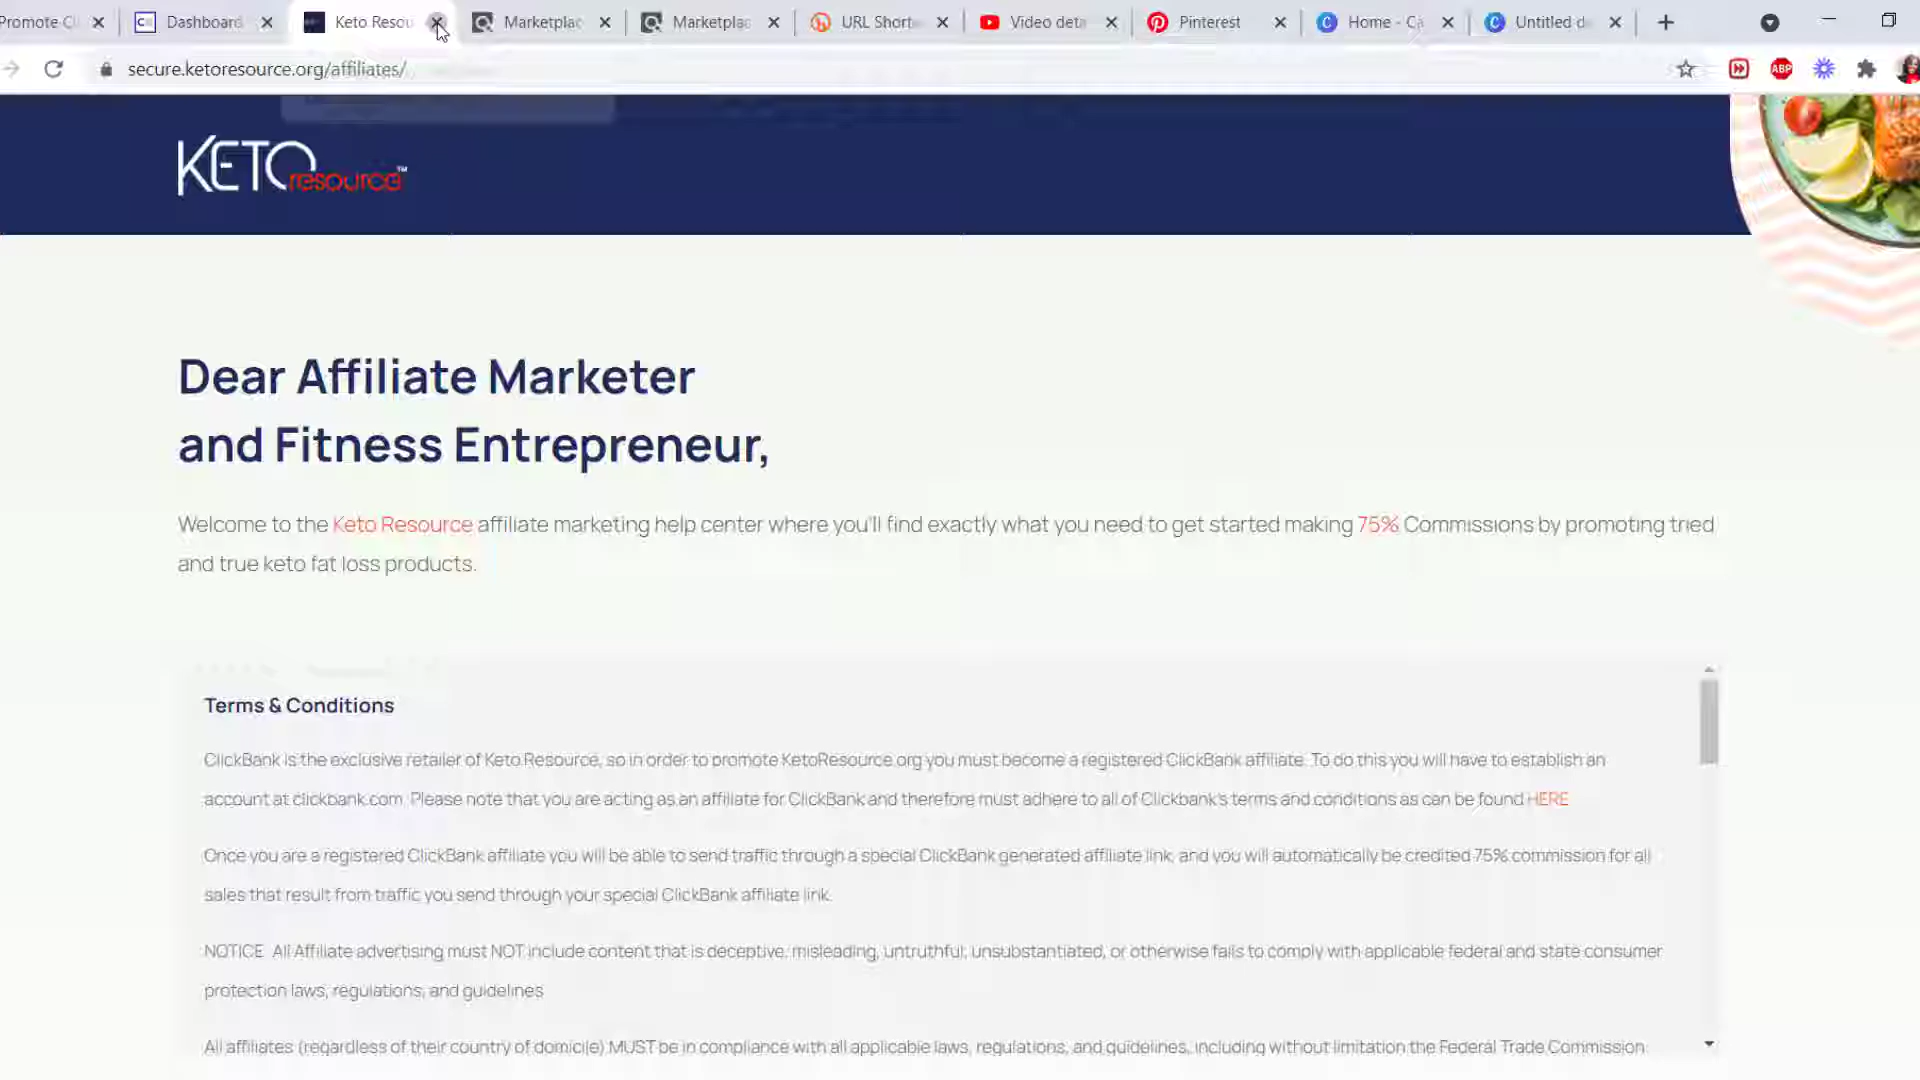 Promote C
Dashboard
Keto Resou
Marketplac
Marketplac
URL Short
Video deta
Pinterest
Home - Ca
Untitled d
secure.ketoresource.org/affiliates/
ABP
KETO resource™
Dear Affiliate Marketer
and Fitness Entrepreneur,
Welcome to the Keto Resource affiliate marketing help center where you'll find exactly what you need to get started making 75% Commissions by promoting tried
and true keto fat loss products.
Terms & Conditions
ClickBank is the exclusive retailer of Keto Resource, so in order to promote KetoResource.org you must become a registered ClickBank affiliate. To do this you will have to establish an
account at clickbank.com. Please note that you are acting as an affiliate for ClickBank and therefore must adhere to all of Clickbank's terms and conditions as can be found HERE
Once you are a registered ClickBank affiliate you will be able to send traffic through a special ClickBank generated affiliate link, and you will automatically be credited 75% commission for all
sales that result from traffic you send through your special ClickBank affiliate link.
NOTICE: All Affiliate advertising must NOT include content that is deceptive, misleading, untruthful, unsubstantiated, or otherwise fails to comply with applicable federal and state consumer
protection laws, regulations, and guidelines
All affiliates (regardless of their country of domicile) MUST be in compliance with all applicable laws, regulations, and guidelines, including without limitation the Federal Trade Commission